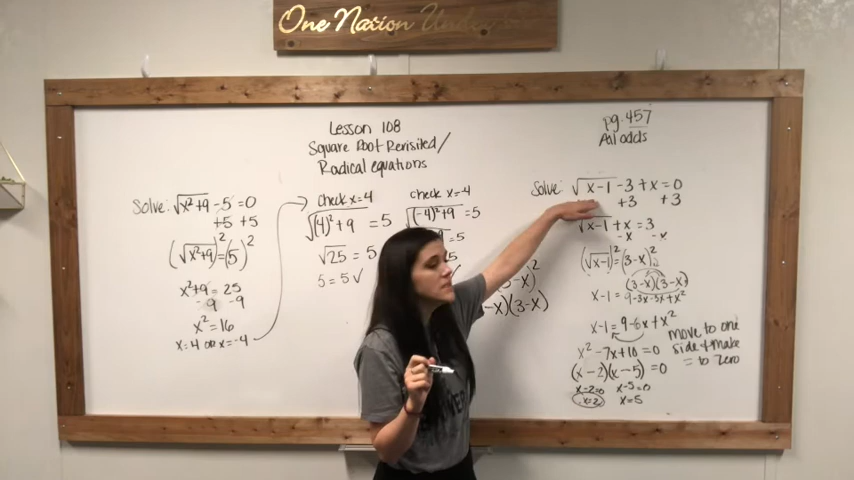 One Nation Unde
Lesson 108
Square Root Revisited/
Radical equations
pg. 457
All odds
Solve: √x²+9 - 5 = 0
+5 +5
(√x²+9)² = (5)²
x²+9 = 25
-9 -9
x² = 16
x=4 or x=-4
check x=4
√(4)²+9 = 5
√25 = 5
5 = 5 ✓
check x=-4
√(-4)²+9 = 5
=5
-x)²
-x)(3-x)
Solve: √x-1 - 3 + x = 0
+3 +3
√x-1 + x = 3
-x -x
(√x-1)² = (3-x)²
(3-x)(3-x)
x-1 = 9-3x-3x+x²
x-1 = 9-6x+x²
x²-7x+10 = 0
(x-2)(x-5) = 0
x-2=0 x-5=0
x=2 x=5
move to one
side & make
= to zero